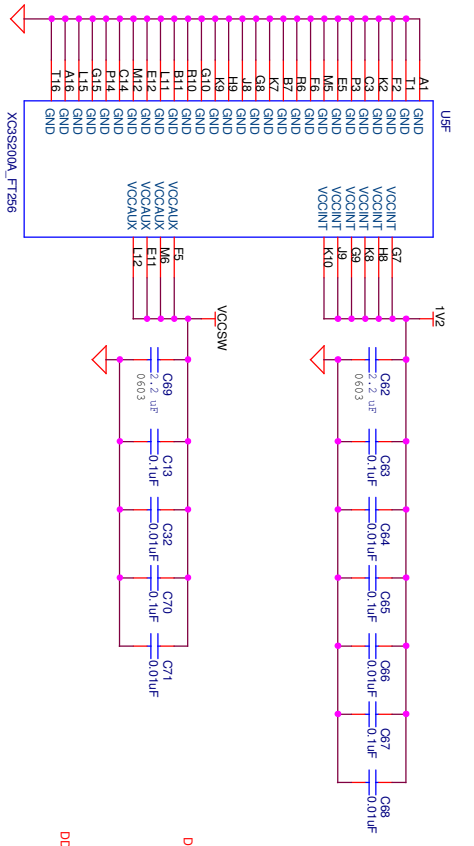 U5F
A1 GND
T1 GND
F2 GND VCCINT G7
K2 GND VCCINT H8
C3 GND VCCINT K8
P3 GND VCCINT G9
E5 GND VCCINT J9
M5 GND VCCINT K10
F6 GND
R6 GND
B7 GND
K7 GND
G8 GND
J8 GND
H9 GND
K9 GND
G10 GND
R10 GND
B11 GND VCCAUX F5
L11 GND VCCAUX M6
E12 GND VCCAUX E11
M12 GND VCCAUX L12
C14 GND
P14 GND
G15 GND
L15 GND
A16 GND
T16 GND
XC3S200A_FT256
1V2
C62
2.2 uF
0603
C63
0.1uF
C64
0.01uF
C65
0.1uF
C66
0.01uF
C67
0.1uF
C68
0.01uF
VCCSW
C69
2.2 uF
0603
C13
0.1uF
C32
0.01uF
C70
0.1uF
C71
0.01uF
D